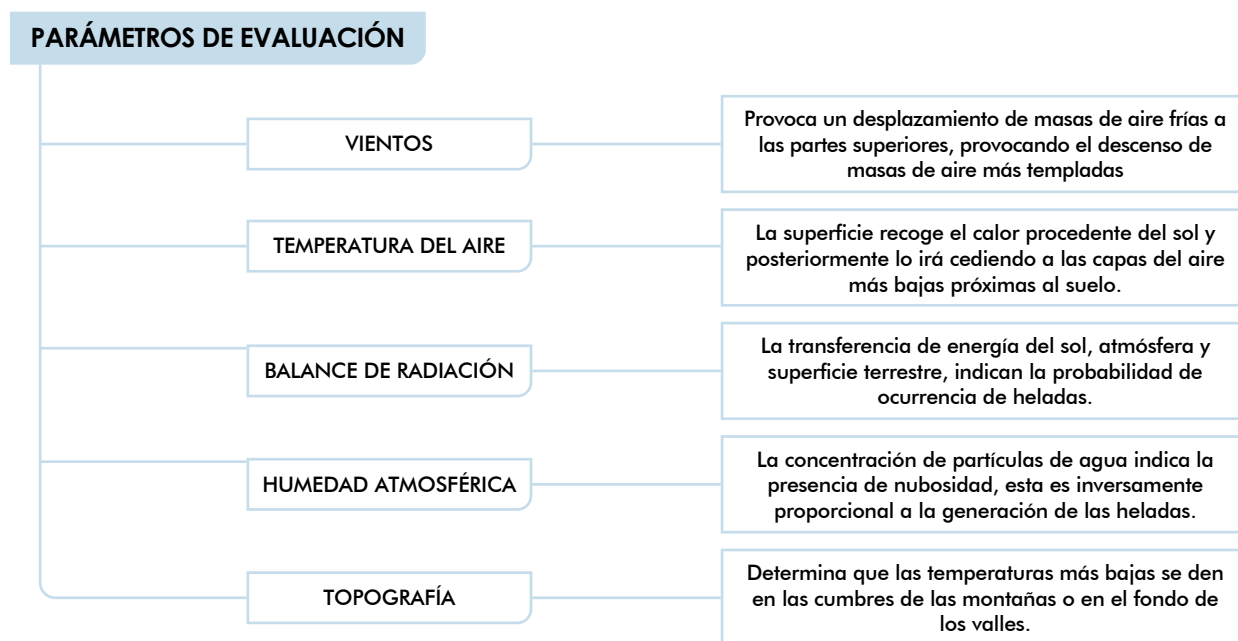 PARÁMETROS DE EVALUACIÓN
VIENTOS
Provoca un desplazamiento de masas de aire frías a
las partes superiores, provocando el descenso de
masas de aire más templadas
TEMPERATURA DEL AIRE
La superficie recoge el calor procedente del sol y
posteriormente lo irá cediendo a las capas del aire
más bajas próximas al suelo.
BALANCE DE RADIACIÓN
La transferencia de energía del sol, atmósfera y
superficie terrestre, indican la probabilidad de
ocurrencia de heladas.
HUMEDAD ATMOSFÉRICA
La concentración de partículas de agua indica la
presencia de nubosidad, esta es inversamente
proporcional a la generación de las heladas.
TOPOGRAFÍA
Determina que las temperaturas más bajas se den
en las cumbres de las montañas o en el fondo de
los valles.